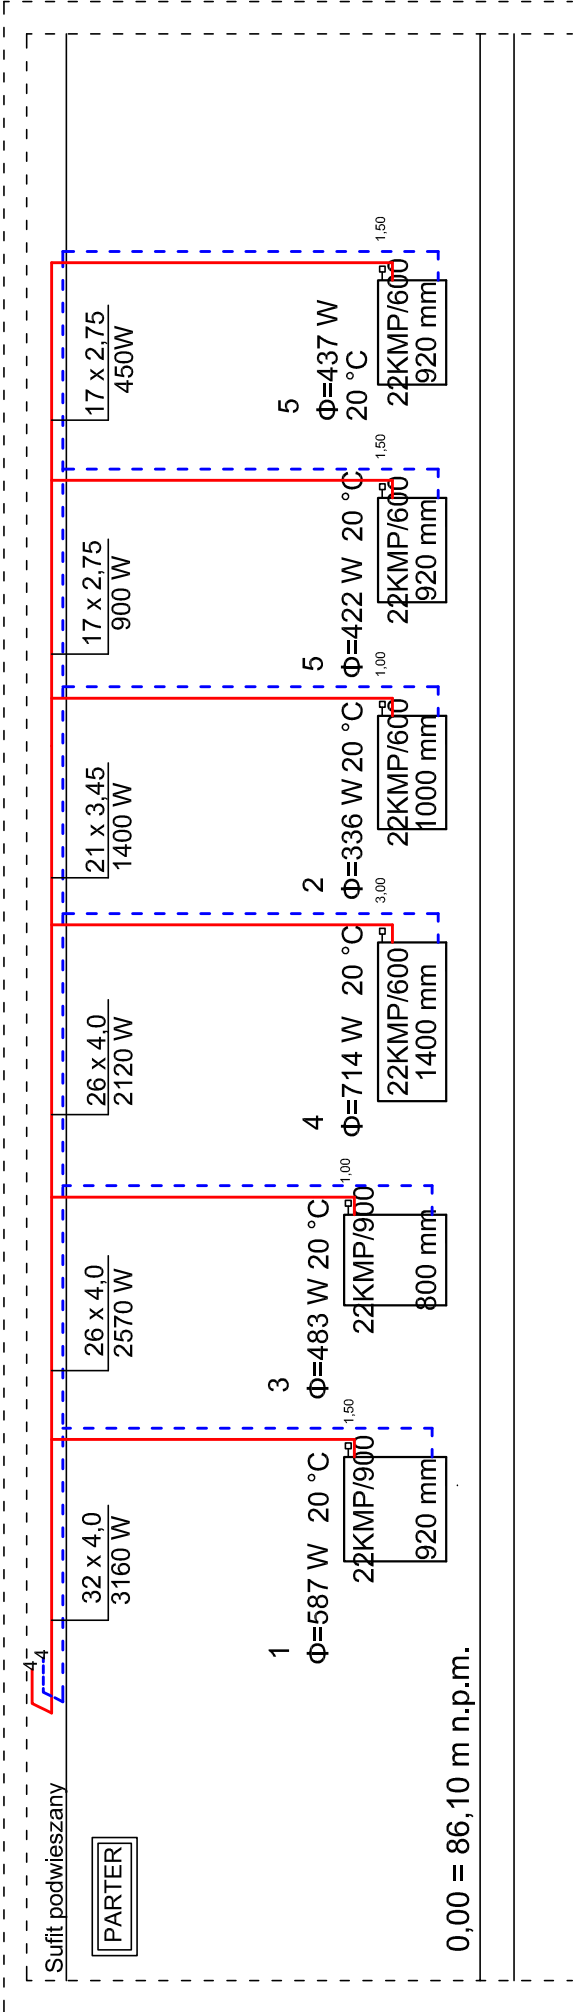 4
4
Sufit podwieszany
PARTER
32 x 4,0
3160 W
26 x 4,0
2570 W
26 x 4,0
2120 W
21 x 3,45
1400 W
17 x 2,75
900 W
17 x 2,75
450W
1
Φ=587 W 20 °C
1,50
22KMP/900
920 mm
3
Φ=483 W 20 °C
1,00
22KMP/900
800 mm
4
Φ=714 W 20 °C
3,00
22KMP/600
1400 mm
2
Φ=336 W 20 °C
1,00
22KMP/600
1000 mm
5
Φ=422 W 20 °C
1,50
22KMP/600
920 mm
5
Φ=437 W
20 °C
1,50
22KMP/600
920 mm
0,00 = 86,10 m n.p.m.